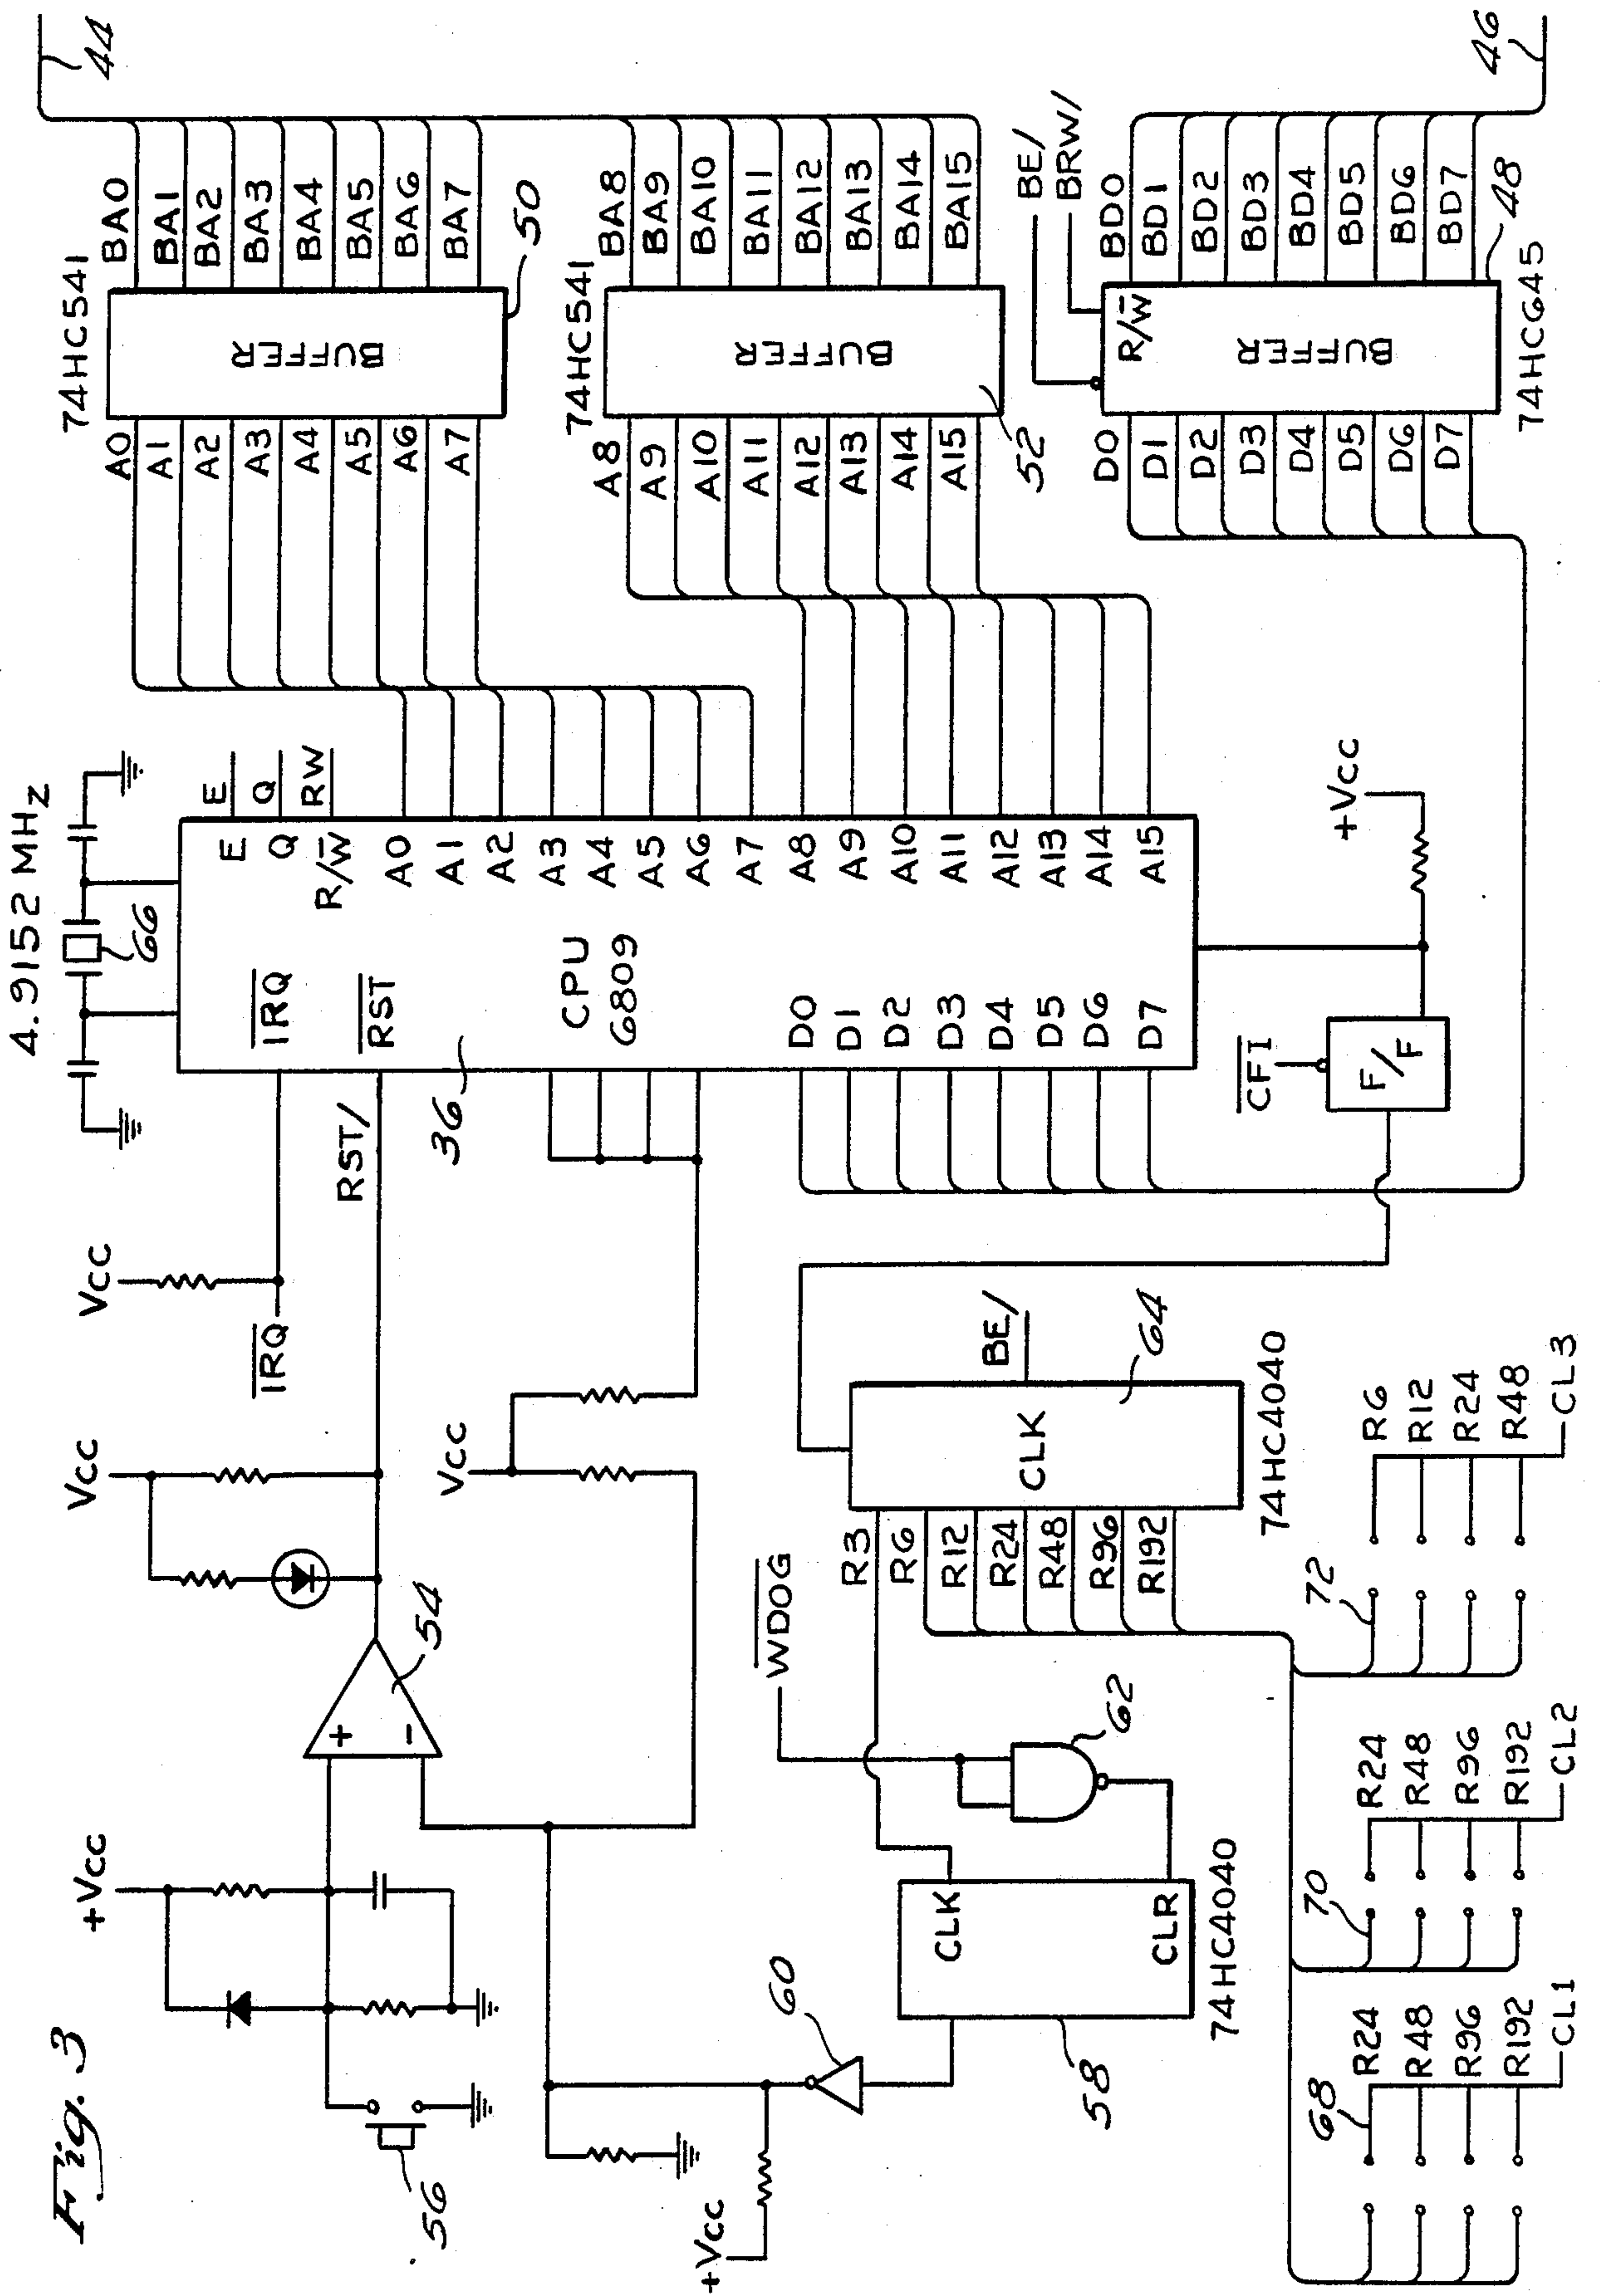 Fig. 3
4.9152 MHz
66
Vcc
IRQ
Vcc
Vcc
+Vcc
56
54
RST/
36
CPU
6809
IRQ
RST
E
Q
R/W
A0
A1
A2
A3
A4
A5
A6
A7
A8
A9
A10
A11
A12
A13
A14
A15
D0
D1
D2
D3
D4
D5
D6
D7
E
Q
RW
+
-
74HC541
A0
A1
A2
A3
A4
A5
A6
A7
BUFFER
BA0
BA1
BA2
BA3
BA4
BA5
BA6
BA7
50
44
74HC541
A8
A9
A10
A11
A12
A13
A14
A15
BUFFER
52
BA8
BA9
BA10
BA11
BA12
BA13
BA14
BA15
BE/
BRW/
D0
D1
D2
D3
D4
D5
D6
D7
R/W
BUFFER
BD0
BD1
BD2
BD3
BD4
BD5
BD6
BD7
48
46
74HC645
+Vcc
CFI
F/F
+Vcc
60
58
CLK
CLR
74HC4040
WDOG
62
R3
R6
R12
R24
R48
R96
R192
CLK
BE/
64
74HC4040
68
R24
R48
R96
R192
CL1
70
R24
R48
R96
R192
CL2
72
R6
R12
R24
R48
CL3